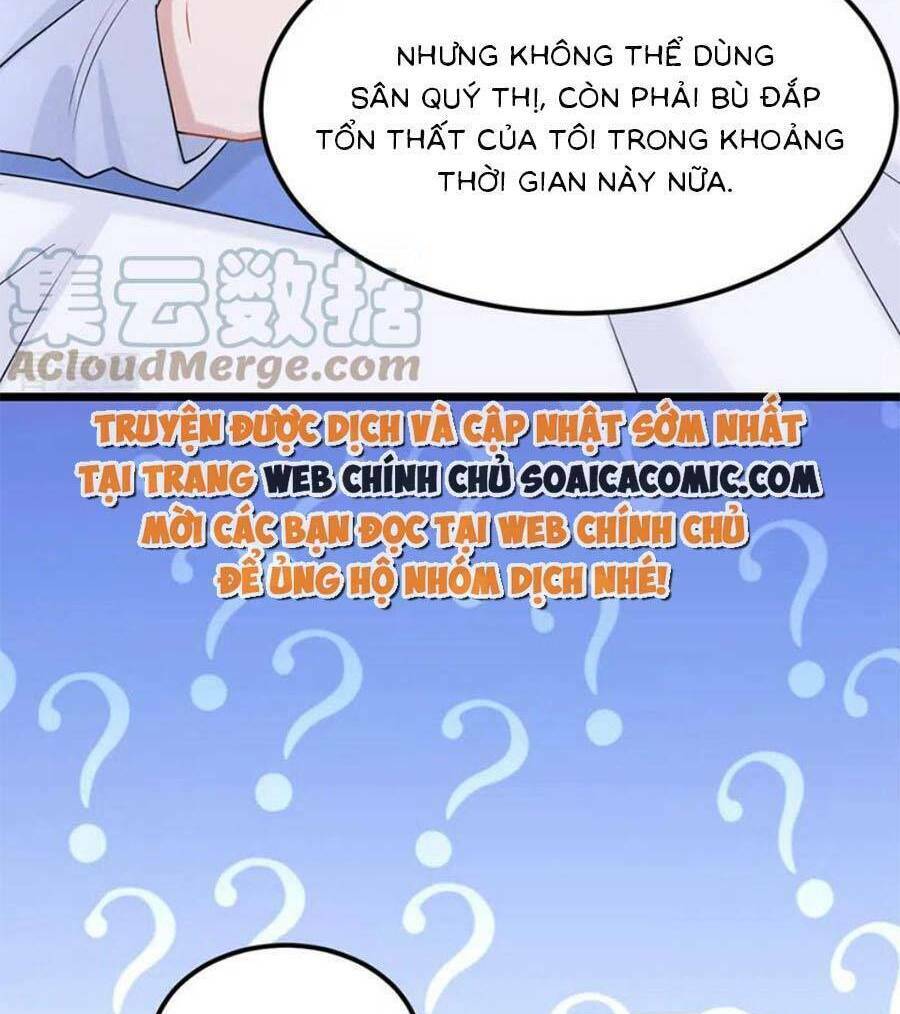 NHƯNG KHÔNG THỂ DÙNG
SÂN QUÝ THỊ, CÒN PHẢI BÙ ĐẮP
TỔN THẤT CỦA TÔI TRONG KHOẢNG
THỜI GIAN NÀY NỮA.
集云数据
ACloudMerge.com
TRUYỆN ĐƯỢC DỊCH VÀ CẬP NHẬT SỚM NHẤT
TẠI TRANG WEB CHÍNH CHỦ SOAICACOMIC.COM
MỜI CÁC BẠN ĐỌC TẠI WEB CHÍNH CHỦ
ĐỂ ỦNG HỘ NHÓM DỊCH NHÉ!